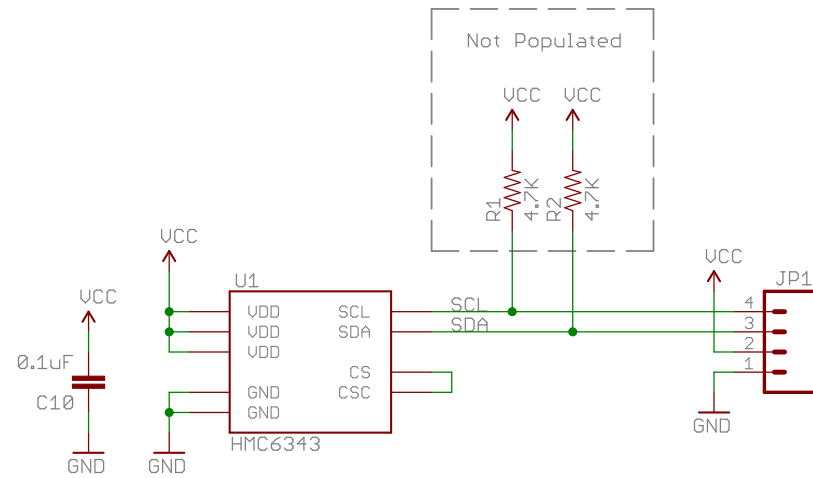 Not Populated
VCC
VCC
R1
4.7K
R2
4.7K
VCC
VCC
VCC
U1
JP1
VDD
VDD
VDD
GND
GND
SCL
SDA
CS
CSC
SCL
SDA
4
3
2
1
0.1uF
C10
HMC6343
GND
GND
GND